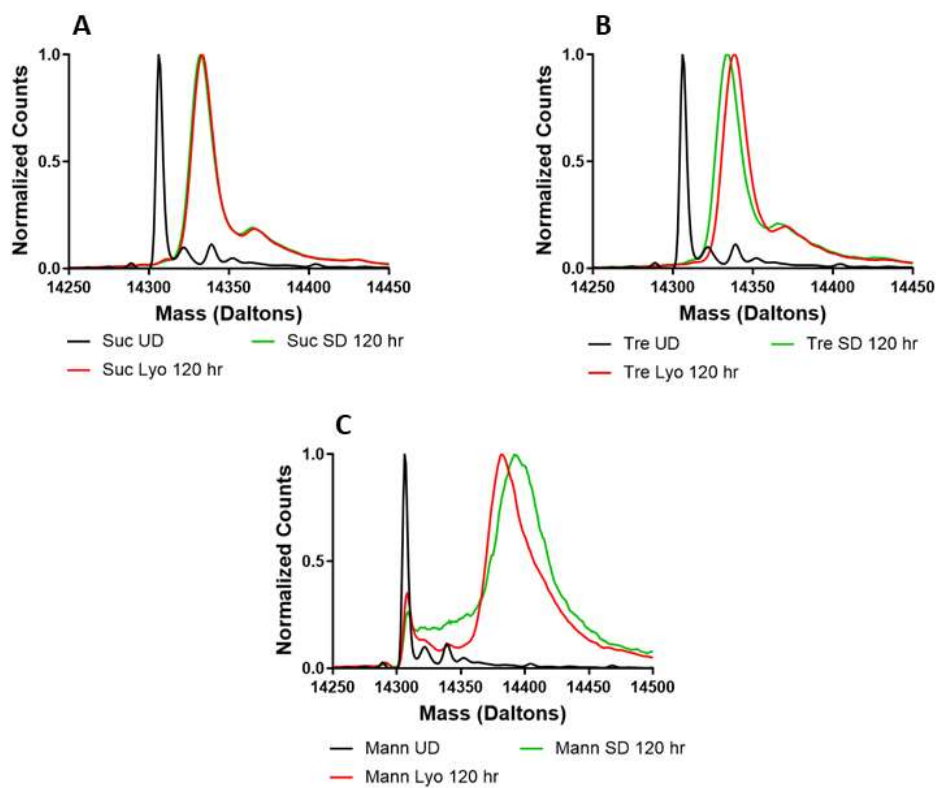 A
Normalized Counts
1.0
0.5
0.0
14250 14300 14350 14400 14450
Mass (Daltons)
Suc UD Suc SD 120 hr
Suc Lyo 120 hr
B
Normalized Counts
1.0
0.5
0.0
14250 14300 14350 14400 14450
Mass (Daltons)
Tre UD Tre SD 120 hr
Tre Lyo 120 hr
C
Normalized Counts
1.0
0.5
0.0
14250 14300 14350 14400 14450 14500
Mass (Daltons)
Mann UD Mann SD 120 hr
Mann Lyo 120 hr